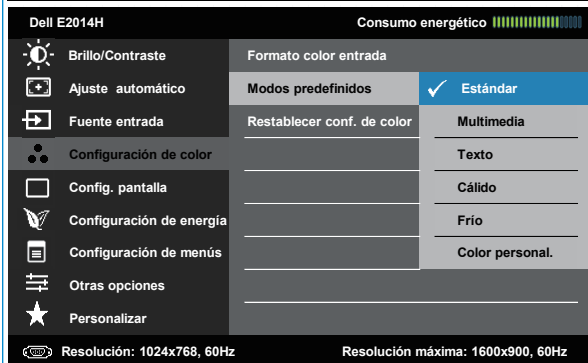 Dell E2014H Consumo energético
Brillo/Contraste Formato color entrada
Ajuste automático Modos predefinidos Estándar
Fuente entrada Restablecer conf. de color Multimedia
Configuración de color Texto
Config. pantalla Cálido
Configuración de energía Frío
Configuración de menús Color personal.
Otras opciones
Personalizar
Resolución: 1024x768, 60Hz Resolución máxima: 1600x900, 60Hz